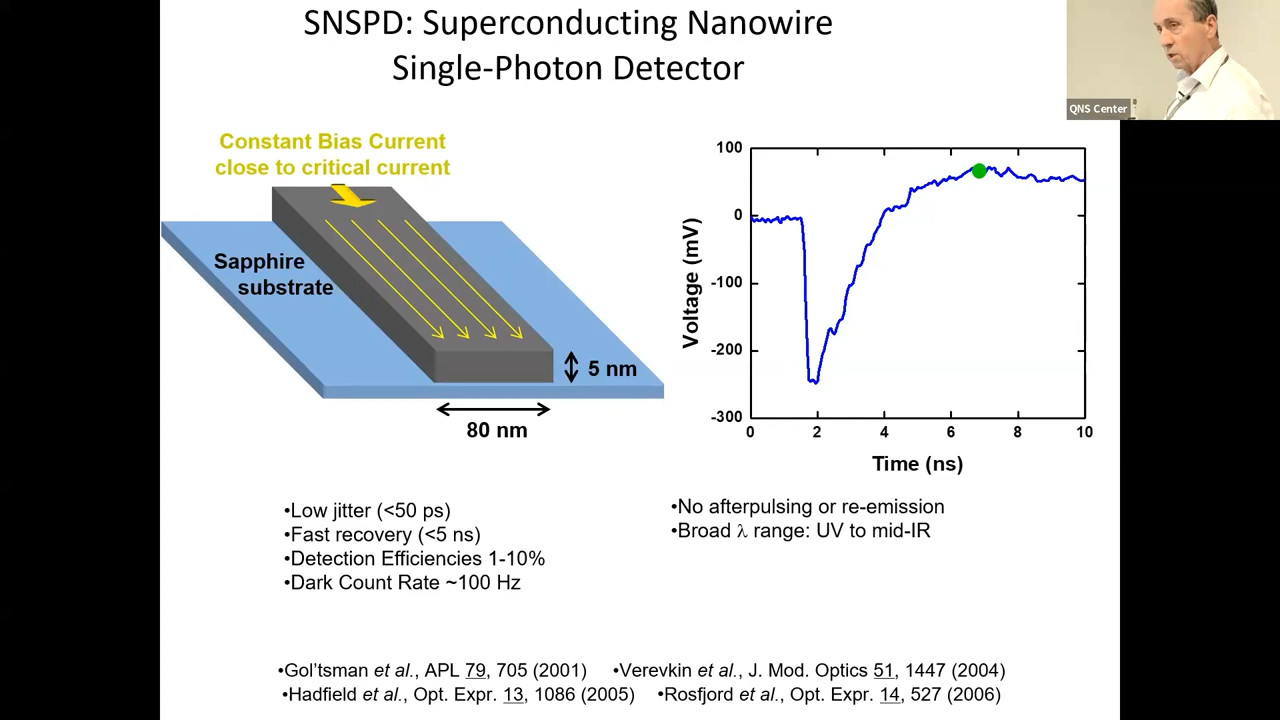 SNSPD: Superconducting Nanowire
Single-Photon Detector
QNS Center
Constant Bias Current
close to critical current
Sapphire
substrate
5 nm
80 nm
100
0
-100
-200
-300
Voltage (mV)
0 2 4 6 8 10
Time (ns)
•Low jitter (<50 ps)
•Fast recovery (<5 ns)
•Detection Efficiencies 1-10%
•Dark Count Rate ~100 Hz
•No afterpulsing or re-emission
•Broad λ range: UV to mid-IR
•Gol'tsman et al., APL 79, 705 (2001) •Verevkin et al., J. Mod. Optics 51, 1447 (2004)
•Hadfield et al., Opt. Expr. 13, 1086 (2005) •Rosfjord et al., Opt. Expr. 14, 527 (2006)